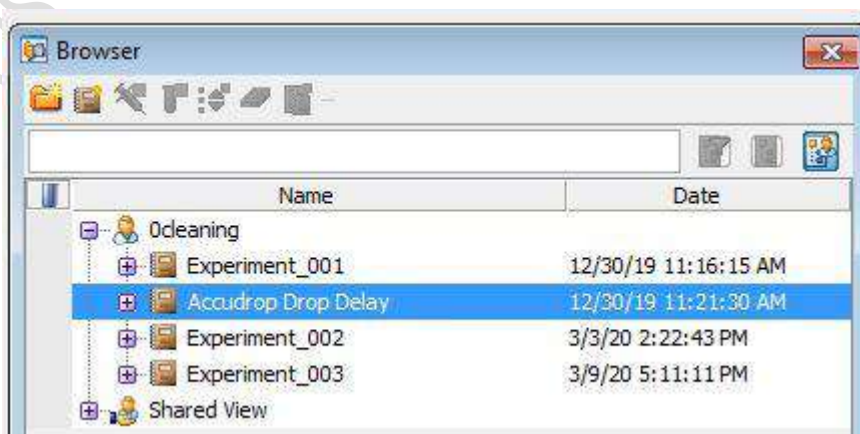 Browser
Name Date
0cleaning
Experiment_001 12/30/19 11:16:15 AM
Accudrop Drop Delay 12/30/19 11:21:30 AM
Experiment_002 3/3/20 2:22:43 PM
Experiment_003 3/9/20 5:11:11 PM
Shared View